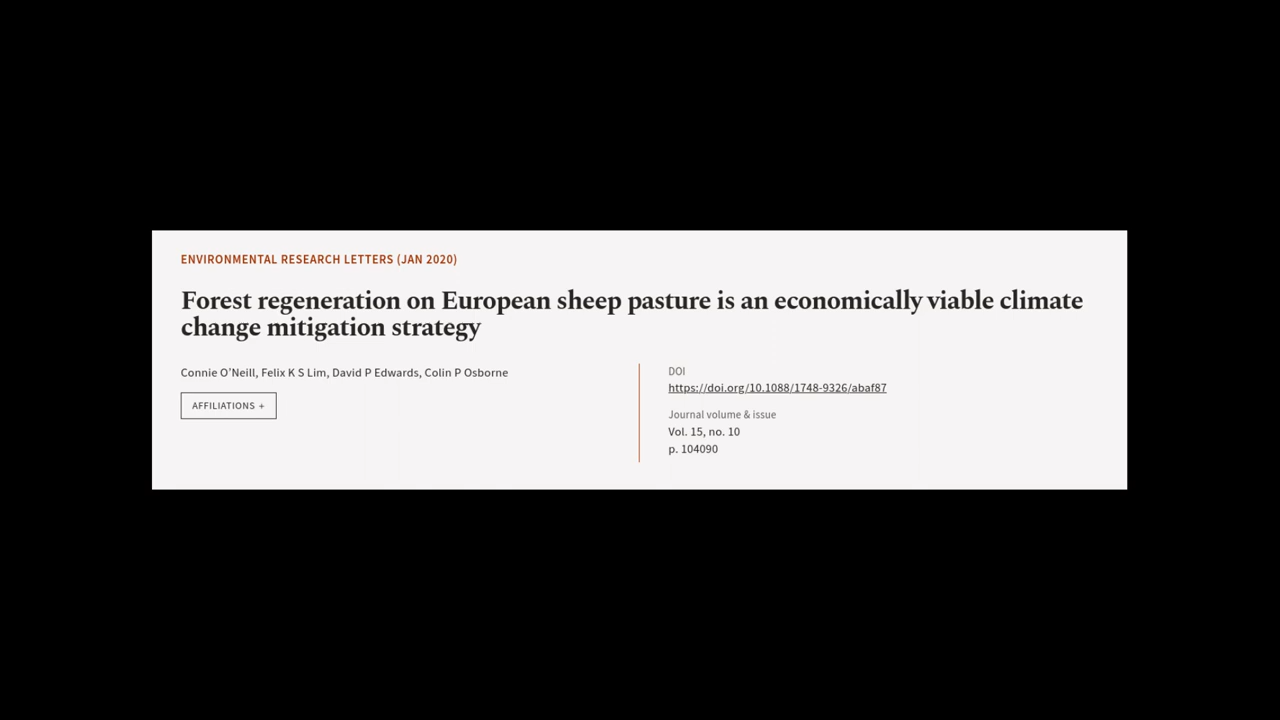 ENVIRONMENTAL RESEARCH LETTERS (JAN 2020)
Forest regeneration on European sheep pasture is an economically viable climate
change mitigation strategy
Connie O’Neill, Felix K S Lim, David P Edwards, Colin P Osborne
AFFILIATIONS +
DOI
https://doi.org/10.1088/1748-9326/abaf87
Journal volume & issue
Vol. 15, no. 10
p. 104090